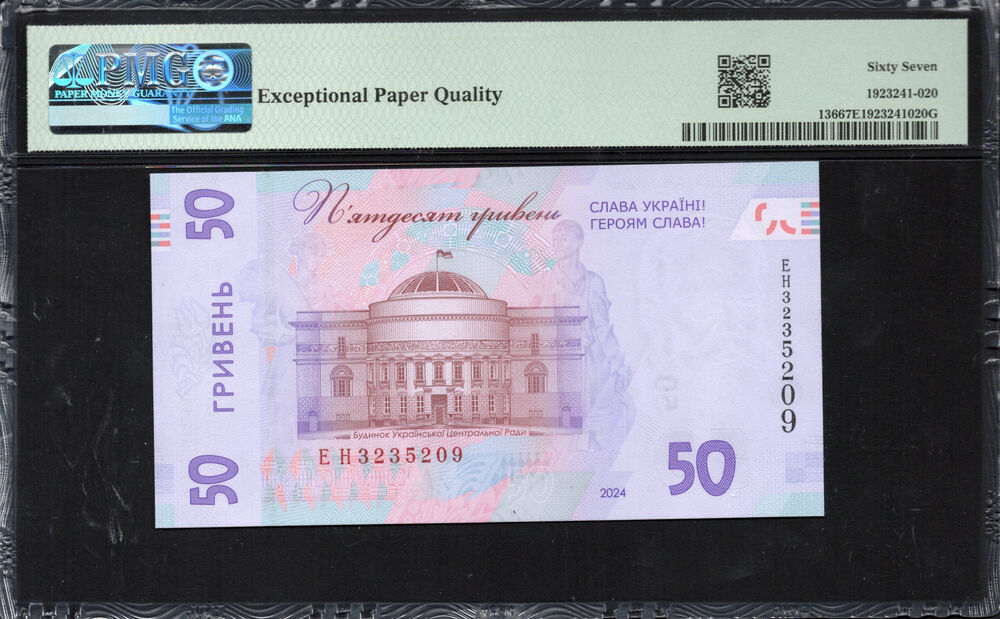 PMG
PAPER MONEY GUARANTY
The Official Grading
Service of the ANA
Exceptional Paper Quality
Sixty Seven
1923241-020
13667E1923241020G
50
ГРИВЕНЬ
50
П'ятдесят гривень
СЛАВА УКРАЇНІ!
ГЕРОЯМ СЛАВА!
ЕН3235209
Будинок Української Центральної Ради
ЕН3235209
50
2024
50